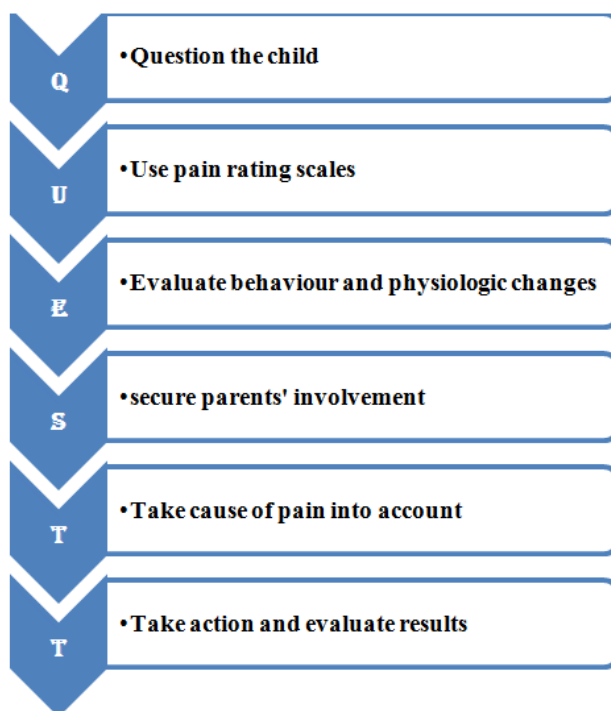 Q
•Question the child
U
•Use pain rating scales
E
•Evaluate behaviour and physiologic changes
S
•secure parents' involvement
T
•Take cause of pain into account
T
•Take action and evaluate results